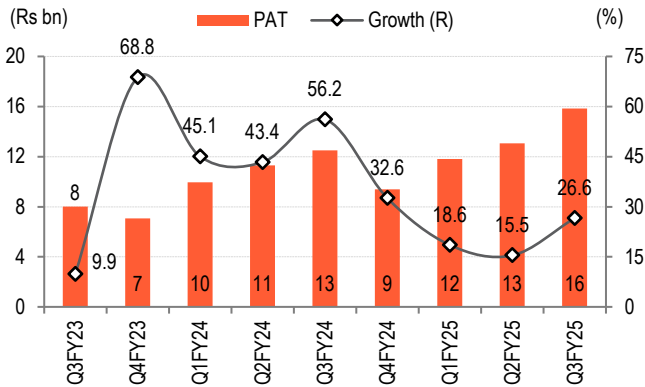 (Rs bn) PAT Growth (R) (%)
20 16 12 8 4 0
75 60 45 30 15 0
9.9 68.8 45.1 43.4 56.2 32.6 18.6 15.5 26.6
8 7 10 11 13 9 12 13 16
Q3FY23 Q4FY23 Q1FY24 Q2FY24 Q3FY24 Q4FY24 Q1FY25 Q2FY25 Q3FY25